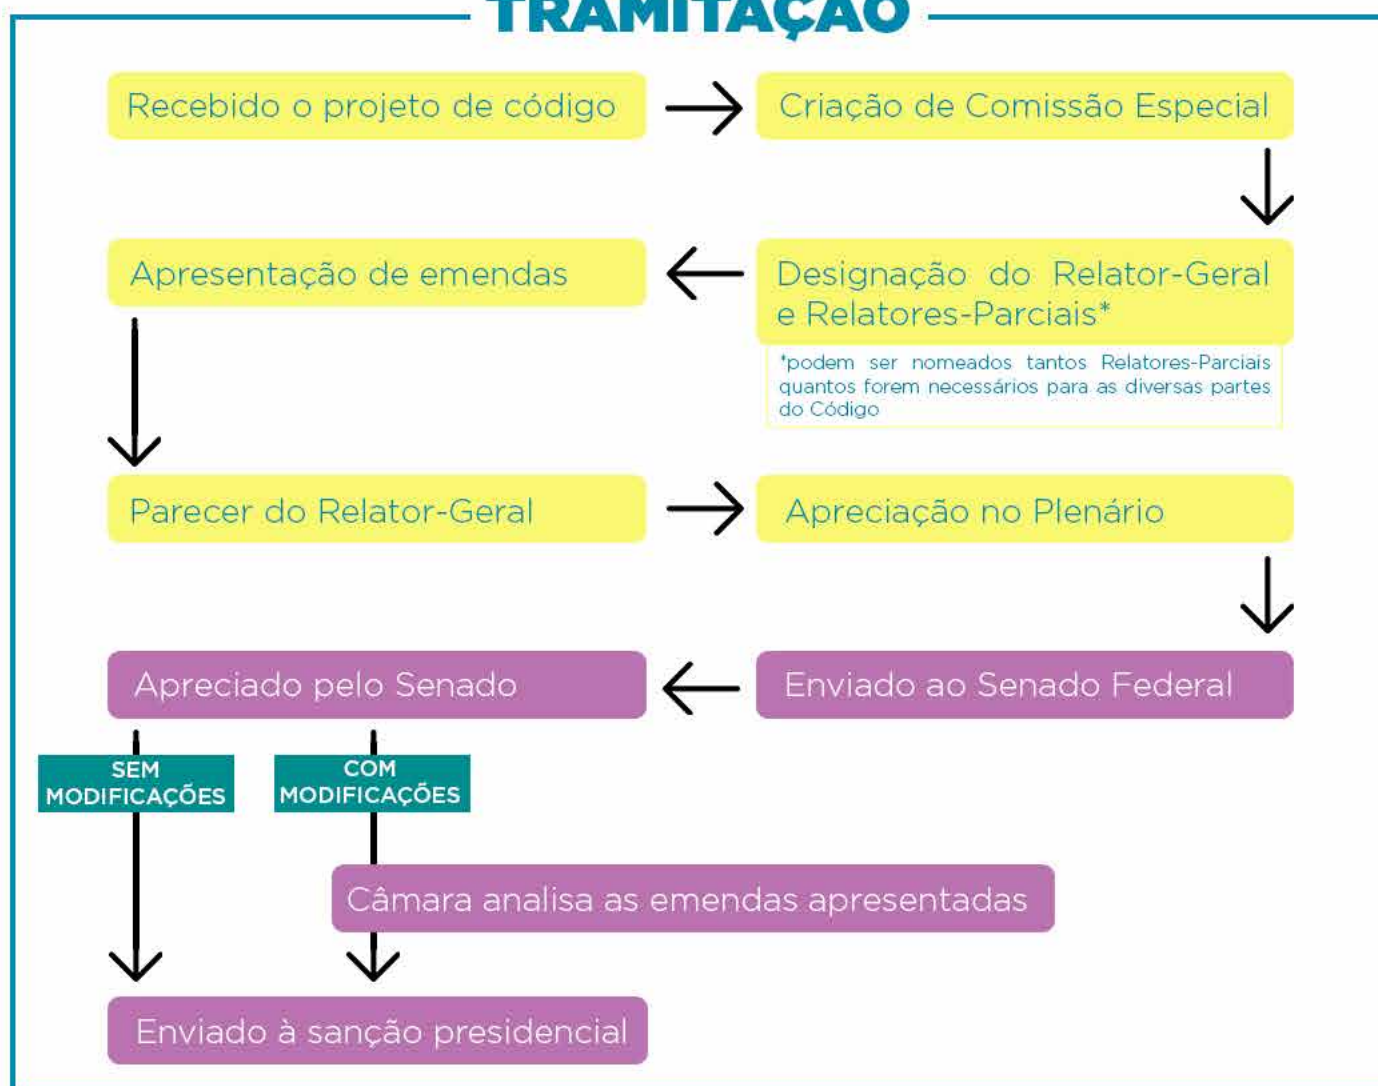 TRAMITAÇÃO
Recebido o projeto de código
Criação de Comissão Especial
Designação do Relator-Geral
e Relatores-Parciais*
*podem ser nomeados tantos Relatores-Parciais
quantos forem necessários para as diversas partes
do Código
Apresentação de emendas
Parecer do Relator-Geral
Apreciação no Plenário
Enviado ao Senado Federal
Apreciado pelo Senado
SEM
MODIFICAÇÕES
COM
MODIFICAÇÕES
Câmara analisa as emendas apresentadas
Enviado à sanção presidencial